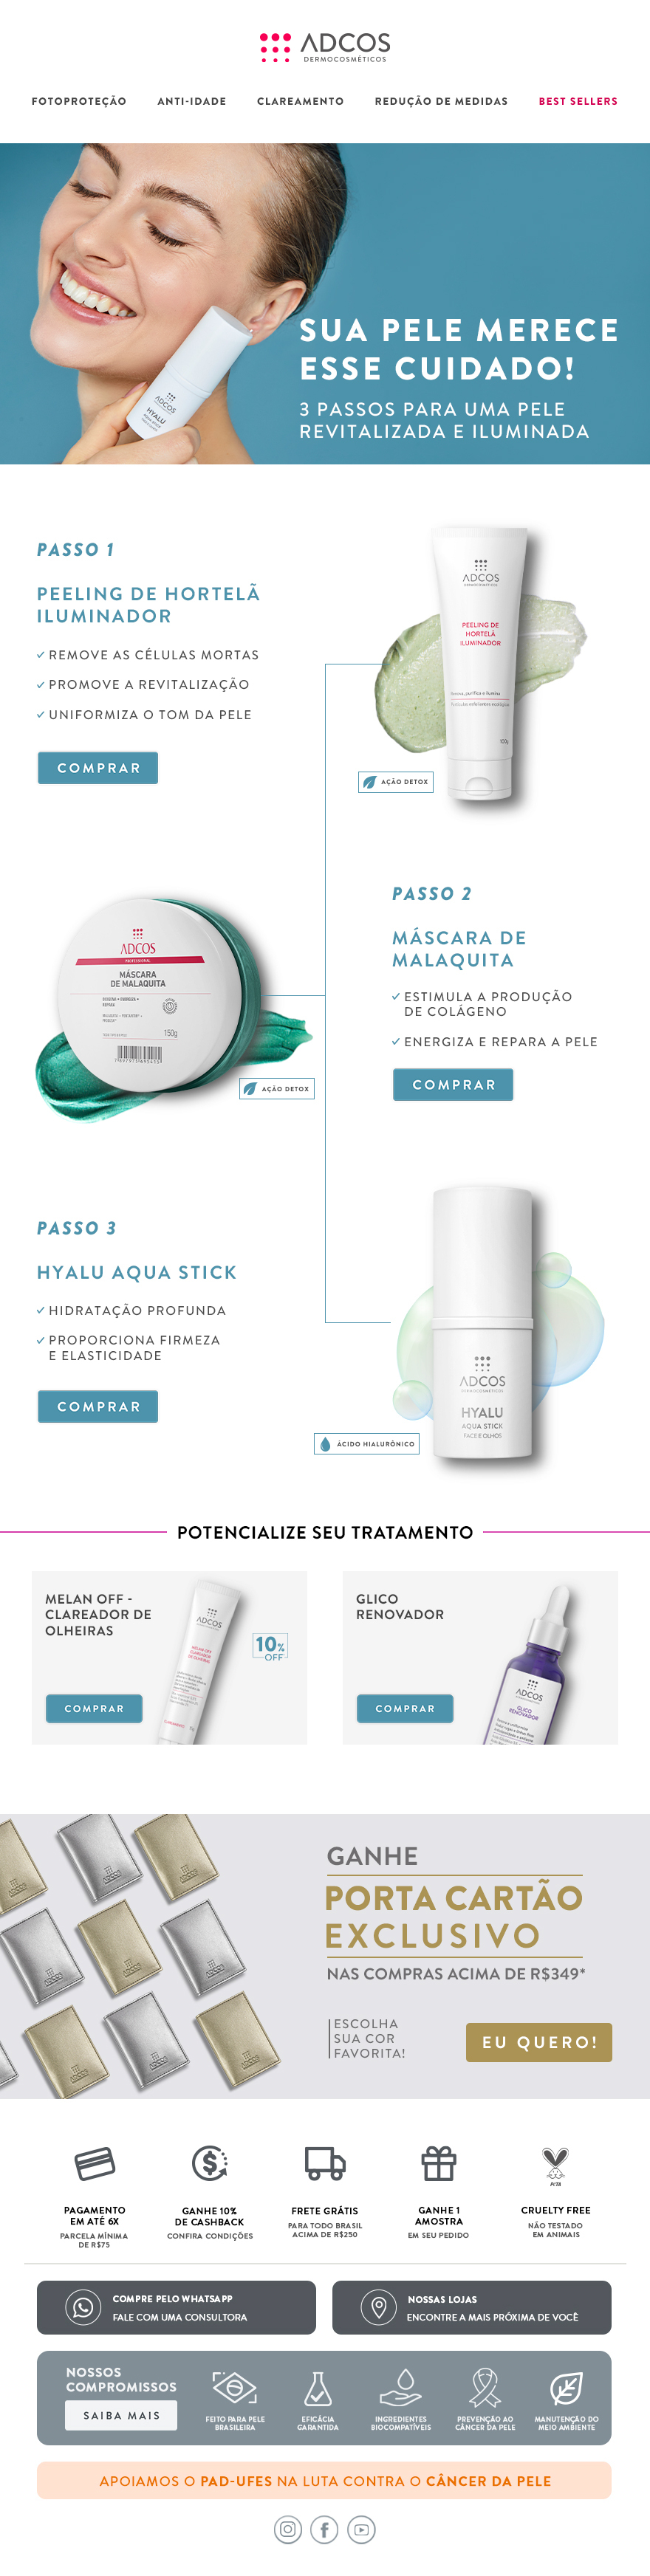 ADCOS
DERMOCOSMÉTICOS
FOTOPROTEÇÃO ANTI-IDADE CLAREAMENTO REDUÇÃO DE MEDIDAS BEST SELLERS
ADCOS
HYALU
SUA PELE MERECE
ESSE CUIDADO!
3 PASSOS PARA UMA PELE
REVITALIZADA E ILUMINADA
PASSO 1
PEELING DE HORTELÃ
ILUMINADOR
✓ REMOVE AS CÉLULAS MORTAS
✓ PROMOVE A REVITALIZAÇÃO
✓ UNIFORMIZA O TOM DA PELE
COMPRAR
ADCOS
DERMOCOSMÉTICOS
PEELING DE
HORTELÃ
ILUMINADOR
100g
AÇÃO DETOX
PASSO 2
MÁSCARA DE
MALAQUITA
✓ ESTIMULA A PRODUÇÃO
DE COLÁGENO
✓ ENERGIZA E REPARA A PELE
COMPRAR
ADCOS
PROFESSIONAL
MÁSCARA
DE MALAQUITA
150g
AÇÃO DETOX
PASSO 3
HYALU AQUA STICK
✓ HIDRATAÇÃO PROFUNDA
✓ PROPORCIONA FIRMEZA
E ELASTICIDADE
COMPRAR
ADCOS
DERMOCOSMÉTICOS
HYALU
AQUA STICK
FACE E OLHOS
ÁCIDO HIALURÔNICO
POTENCIALIZE SEU TRATAMENTO
MELAN OFF -
CLAREADOR DE
OLHEIRAS
COMPRAR
ADCOS
10%
OFF
GLICO
RENOVADOR
COMPRAR
ADCOS
GLICO
RENOVADOR
GANHE
PORTA CARTÃO
EXCLUSIVO
NAS COMPRAS ACIMA DE R$349*
ESCOLHA
SUA COR
FAVORITA!
EU QUERO!
PAGAMENTO
EM ATÉ 6X
PARCELA MÍNIMA
DE R$75
GANHE 10%
DE CASHBACK
CONFIRA CONDIÇÕES
FRETE GRÁTIS
PARA TODO BRASIL
ACIMA DE R$250
GANHE 1
AMOSTRA
EM SEU PEDIDO
PETA
CRUELTY FREE
NÃO TESTADO
EM ANIMAIS
COMPRE PELO WHATSAPP
FALE COM UMA CONSULTORA
NOSSAS LOJAS
ENCONTRE A MAIS PRÓXIMA DE VOCÊ
NOSSOS
COMPROMISSOS
SAIBA MAIS
FEITO PARA PELE
BRASILEIRA
EFICÁCIA
GARANTIDA
INGREDIENTES
BIOCOMPATÍVEIS
PREVENÇÃO AO
CÂNCER DA PELE
MANUTENÇÃO DO
MEIO AMBIENTE
APOIAMOS O PAD-UFES NA LUTA CONTRA O CÂNCER DA PELE